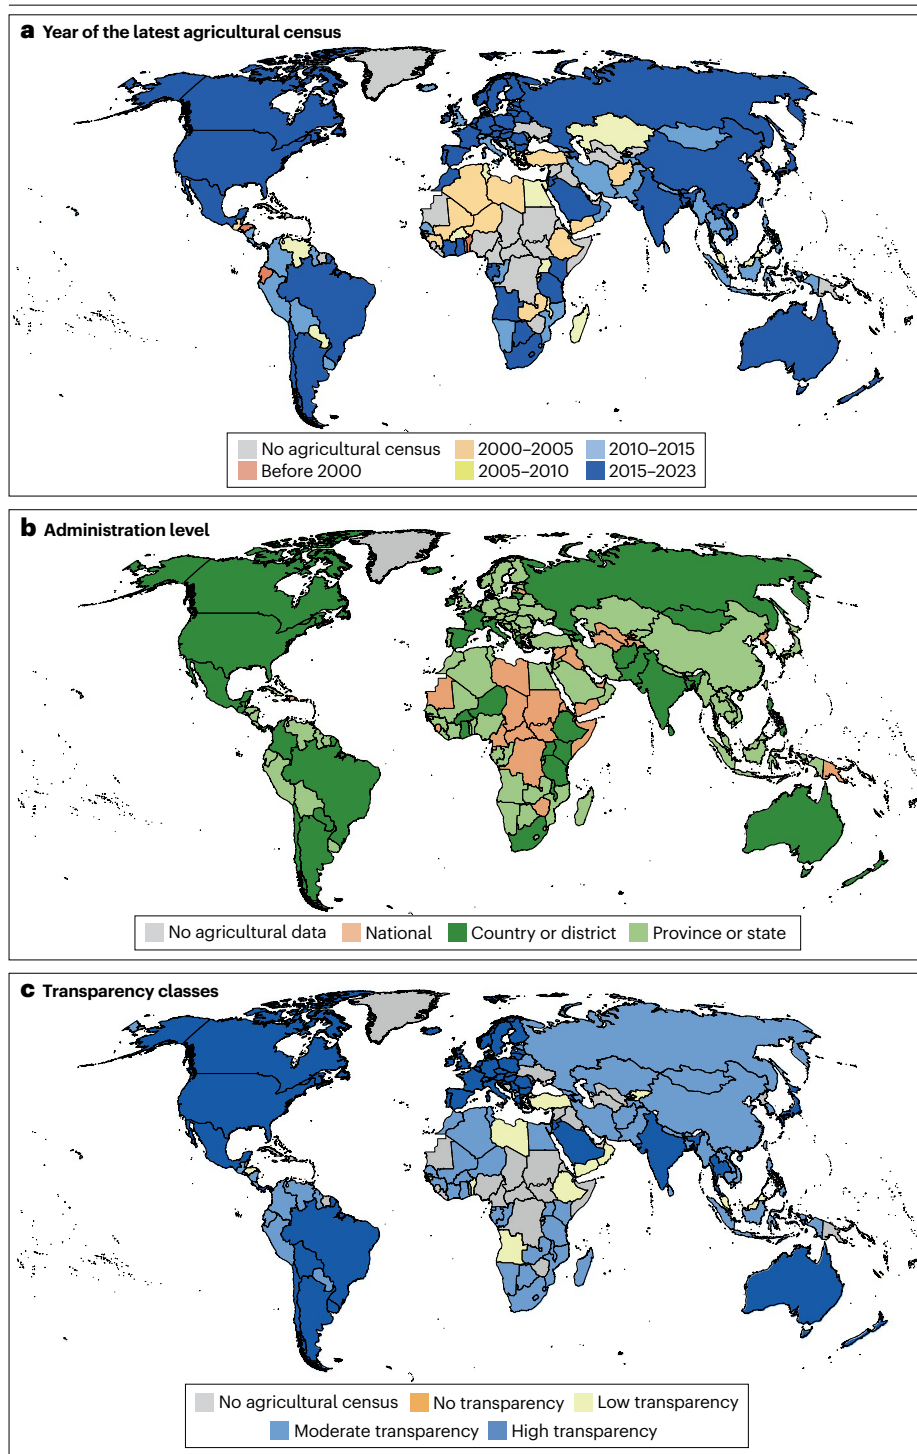 a Year of the latest agricultural census
No agricultural census 2000–2005 2010–2015
Before 2000 2005–2010 2015–2023
b Administration level
No agricultural data National Country or district Province or state
c Transparency classes
No agricultural census No transparency Low transparency
Moderate transparency High transparency